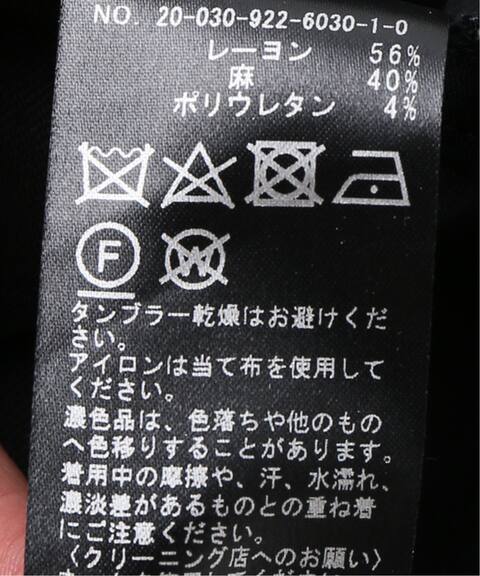 NO. 20-030-922-6030-1-0
レーヨン 56%
麻 40%
ポリウレタン 4%
F W
タンブラー乾燥はお避けくだ
さい。
アイロンは当て布を使用して
ください。
濃色品は、色落ちや他のもの
へ色移りすることがあります。
着用中の摩擦や、汗、水濡れ、
濃淡差があるものとの重ね着
にご注意ください。
〈クリーニング店へのお願い〉